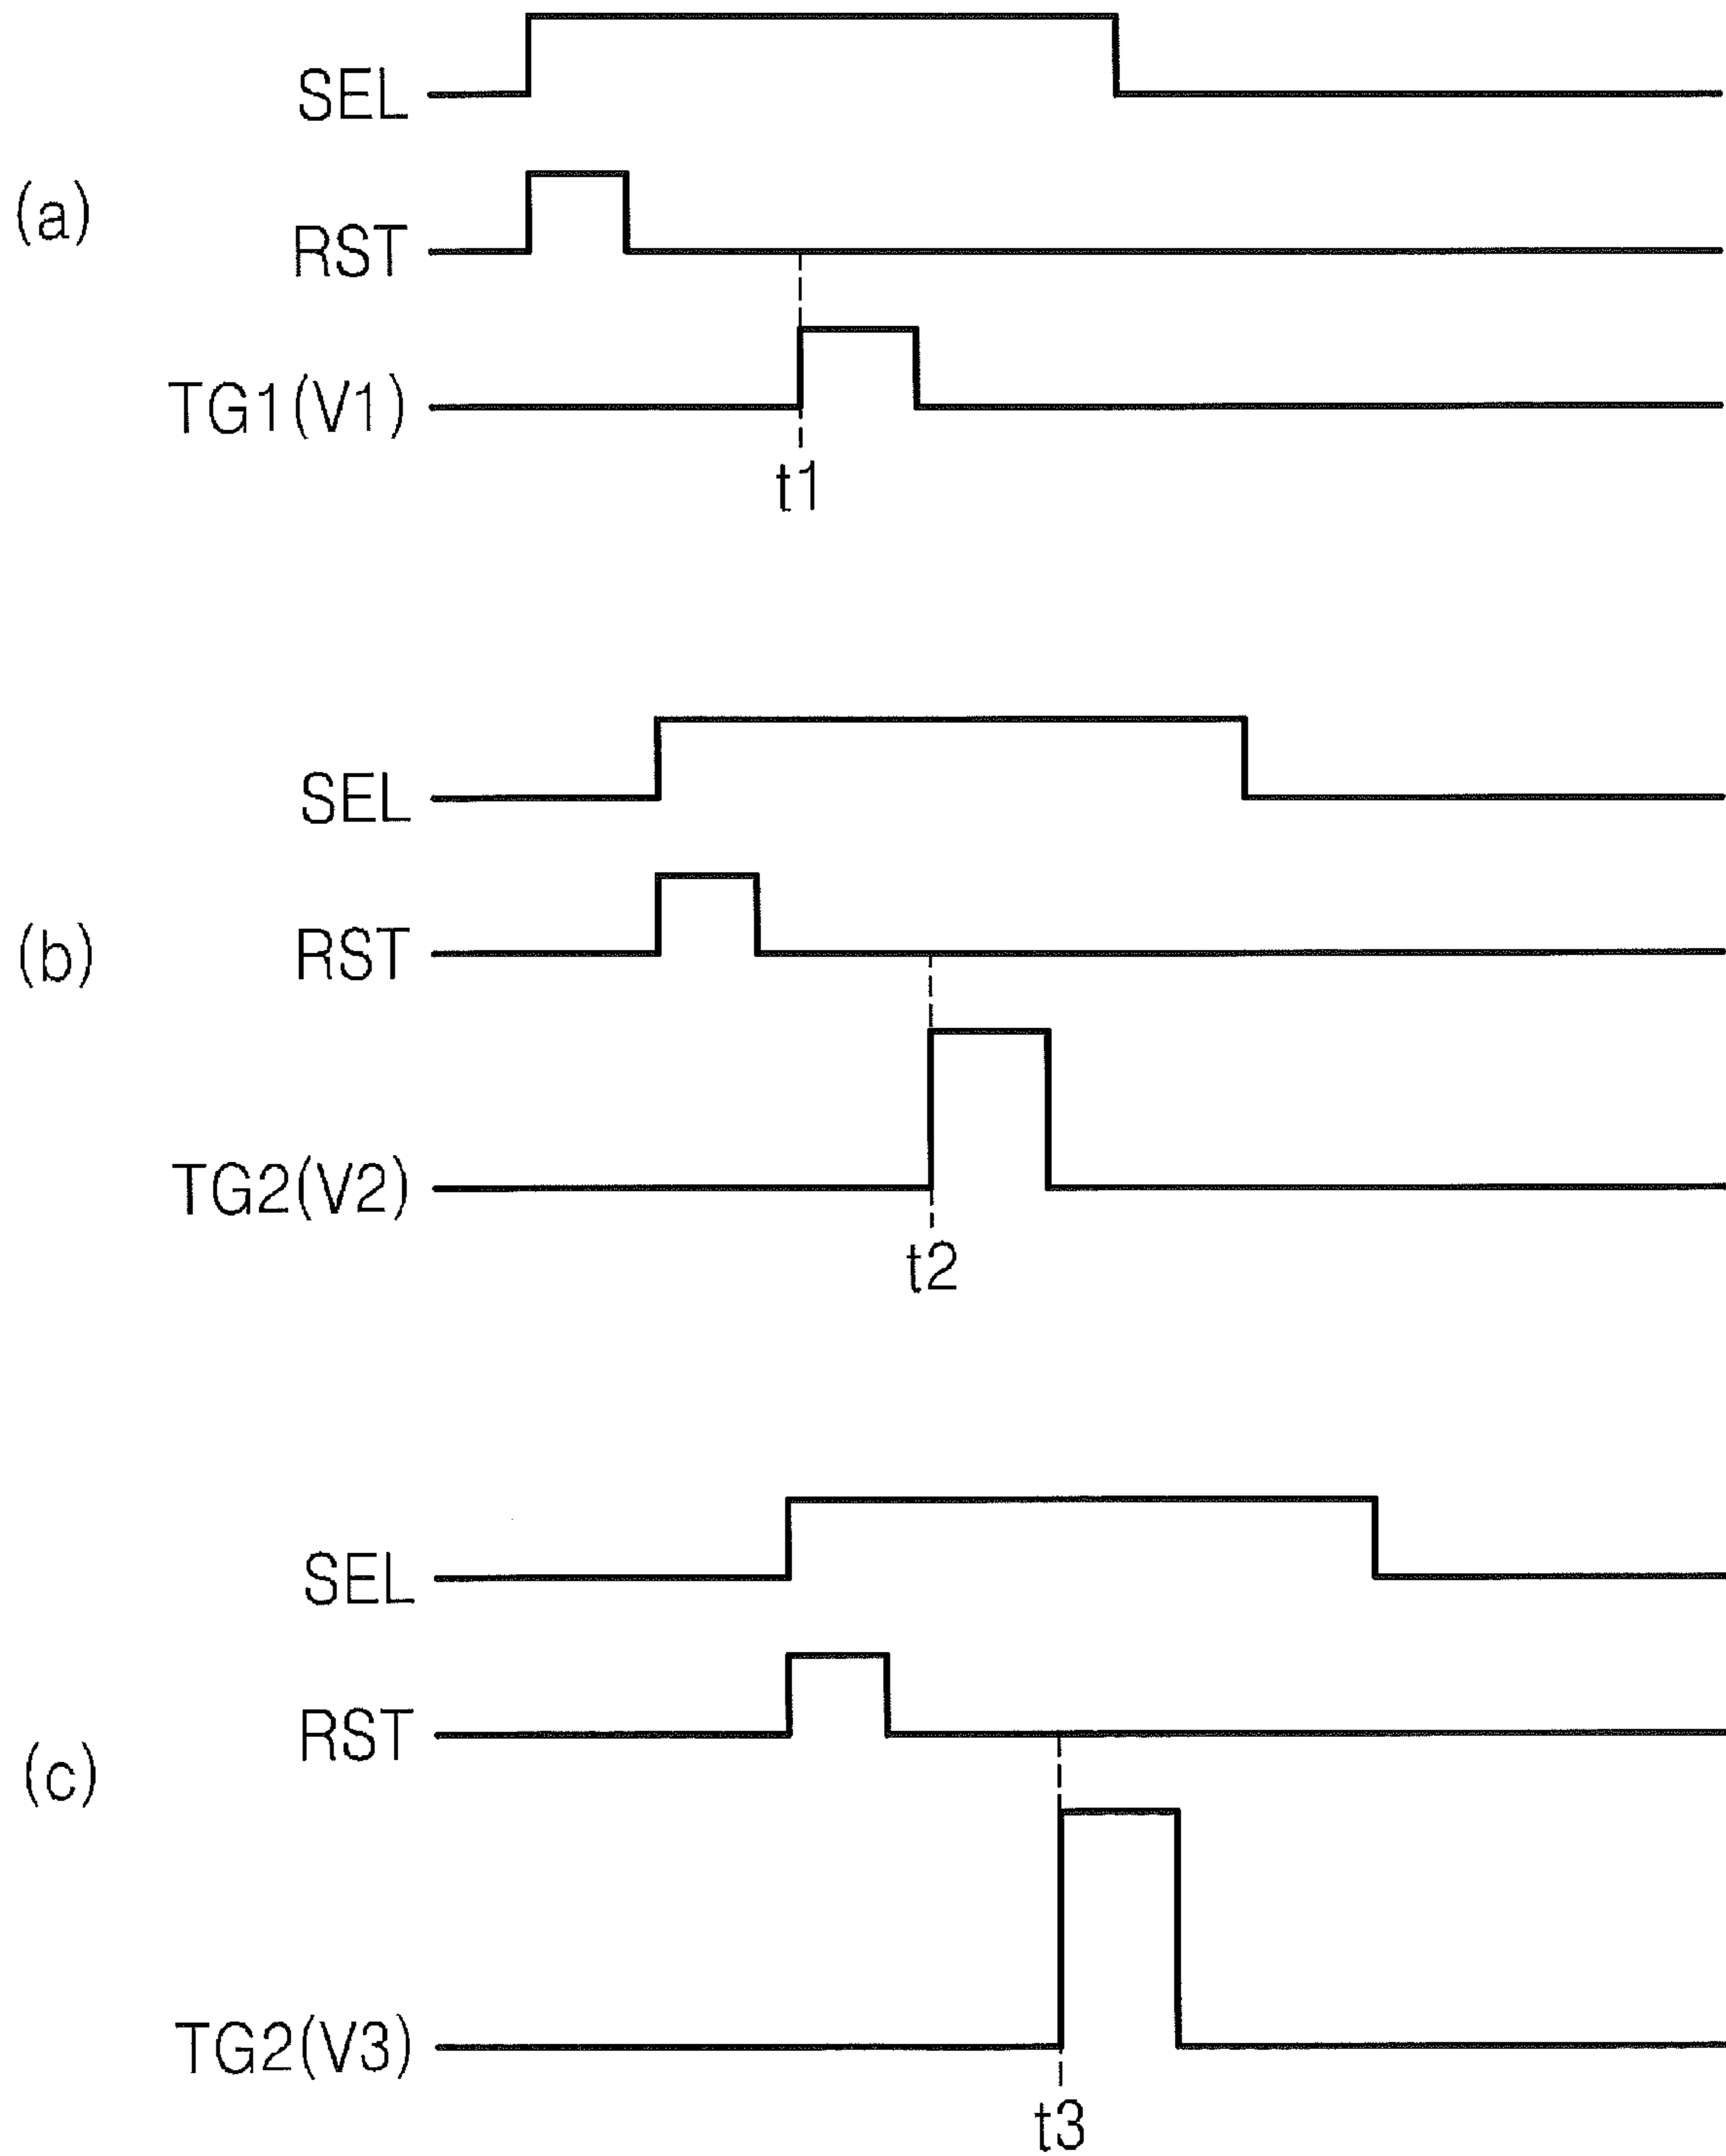 SEL
(a)
RST
TG1(V1)
t1
SEL
(b)
RST
TG2(V2)
t2
SEL
RST
(c)
TG2(V3)
t3